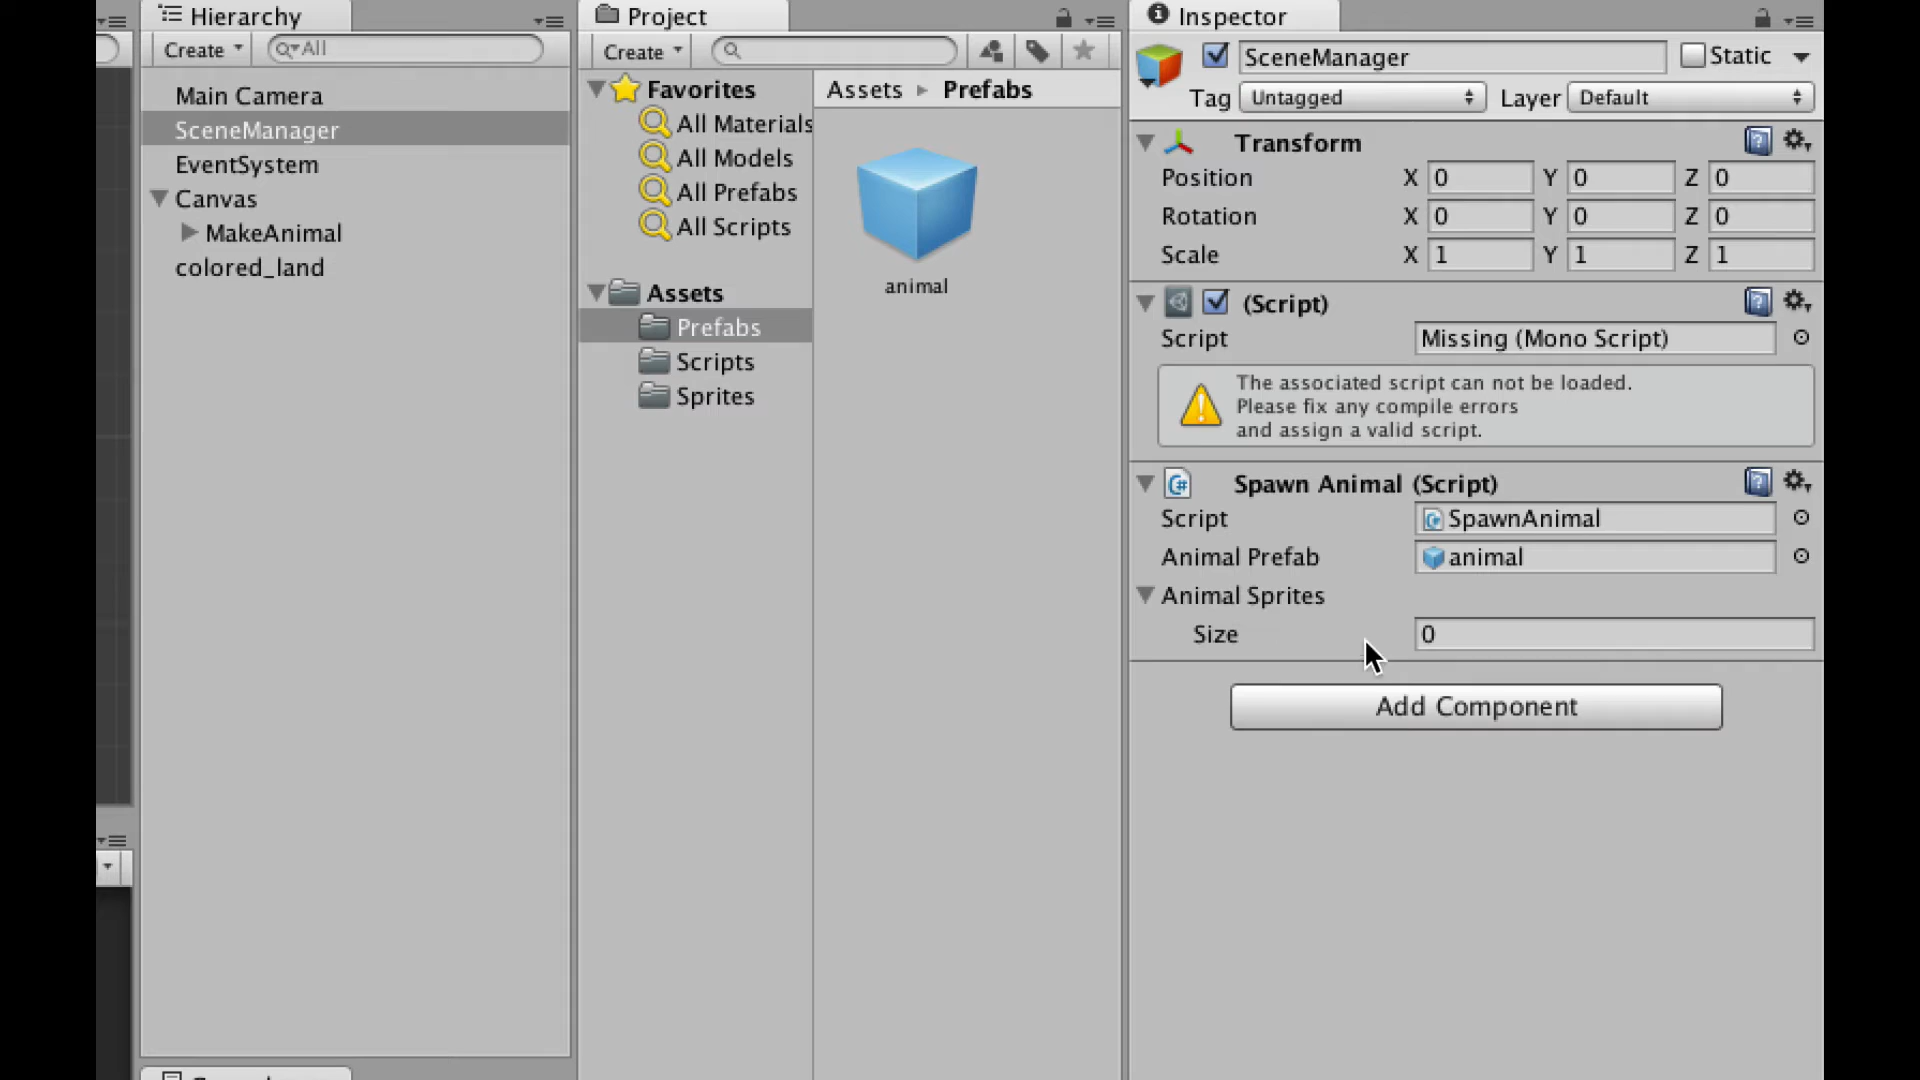 Hierarchy
Create
All
Main Camera
SceneManager
EventSystem
Canvas
MakeAnimal
colored_land
Project
Create
Favorites
All Materials
All Models
All Prefabs
All Scripts
Assets
Prefabs
Scripts
Sprites
Assets Prefabs
animal
Inspector
SceneManager Static
Tag Untagged Layer Default
Transform
Position X 0 Y 0 Z 0
Rotation X 0 Y 0 Z 0
Scale X 1 Y 1 Z 1
(Script)
Script Missing (Mono Script)
The associated script can not be loaded.
Please fix any compile errors
and assign a valid script.
Spawn Animal (Script)
Script SpawnAnimal
Animal Prefab animal
Animal Sprites
Size 0
Add Component